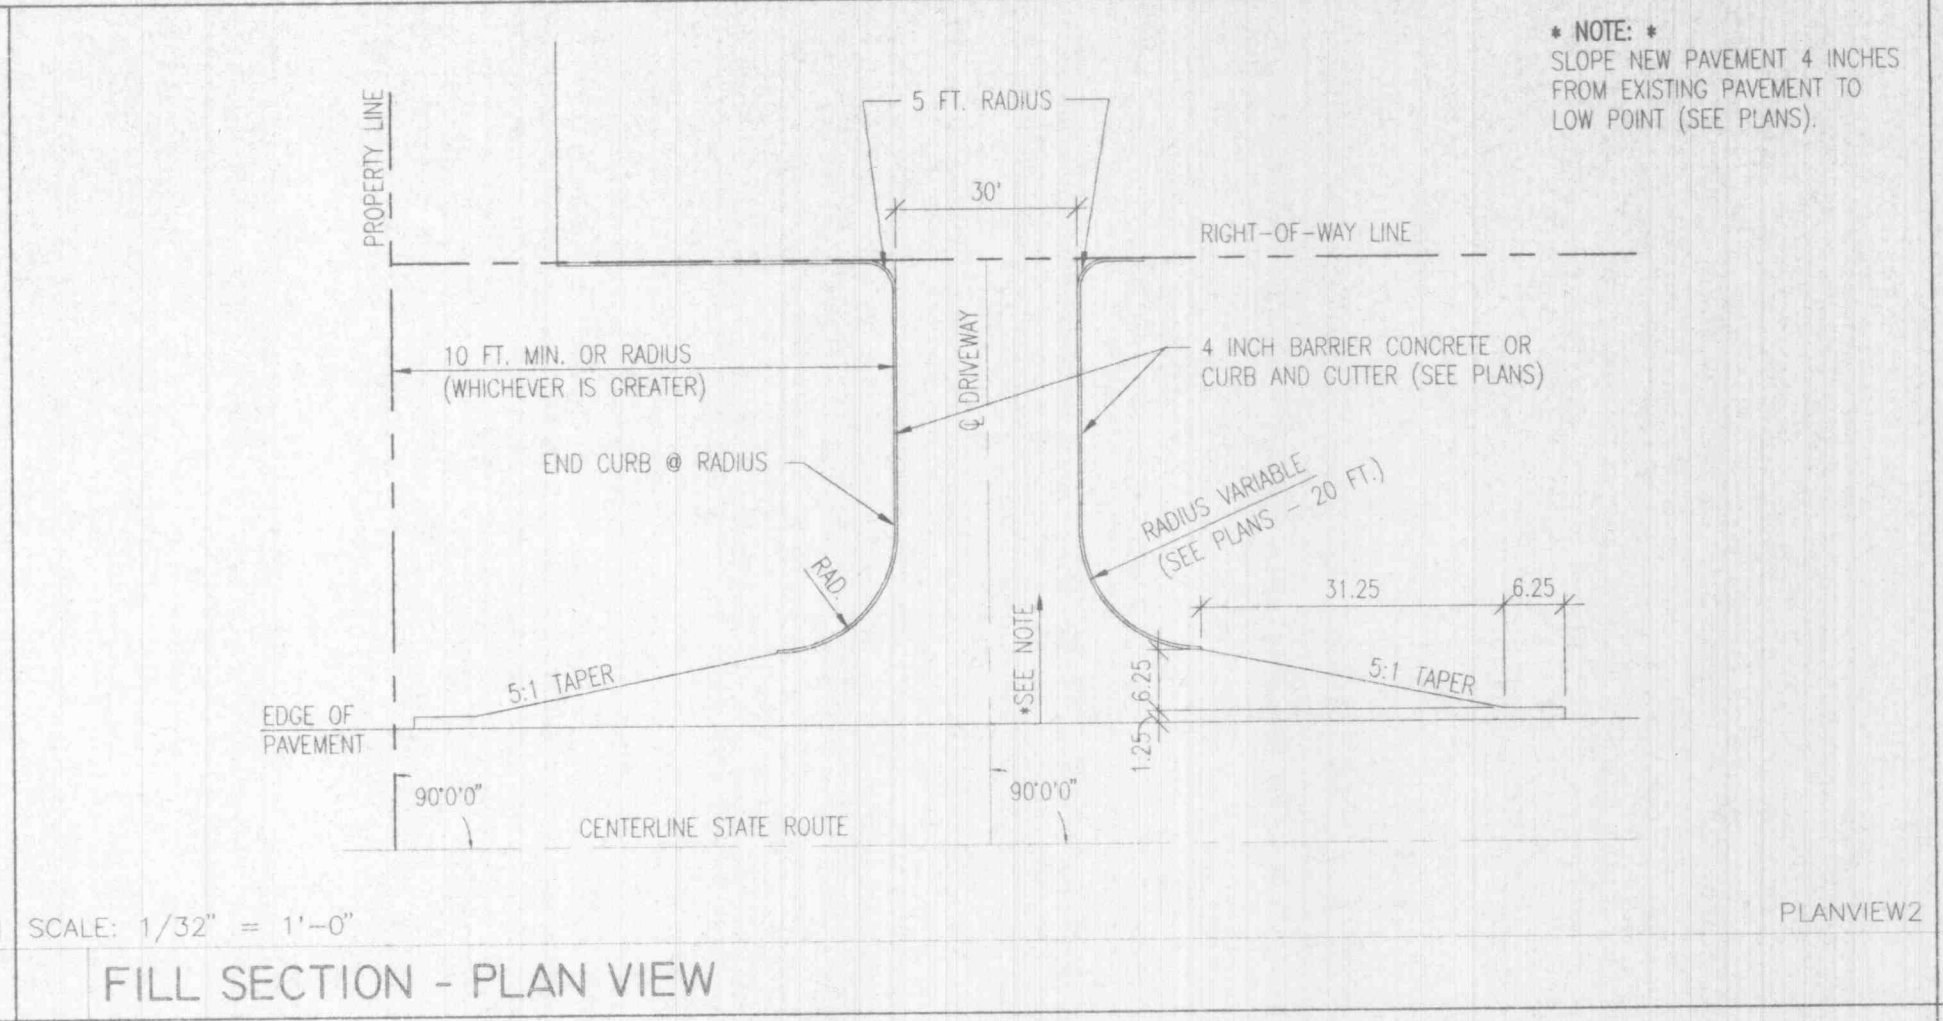 * NOTE: *
SLOPE NEW PAVEMENT 4 INCHES
FROM EXISTING PAVEMENT TO
LOW POINT (SEE PLANS).
PROPERTY LINE
5 FT. RADIUS
30'
RIGHT-OF-WAY LINE
10 FT. MIN. OR RADIUS
(WHICHEVER IS GREATER)
℄ DRIVEWAY
4 INCH BARRIER CONCRETE OR
CURB AND GUTTER (SEE PLANS)
END CURB @ RADIUS
RADIUS VARIABLE
(SEE PLANS - 20 FT.)
RAD.
31.25
6.25
*SEE NOTE
6.25
1.25
5:1 TAPER
5:1 TAPER
EDGE OF
PAVEMENT
90°0'0"
90°0'0"
CENTERLINE STATE ROUTE
SCALE: 1/32" = 1'-0"
PLANVIEW2
FILL SECTION - PLAN VIEW